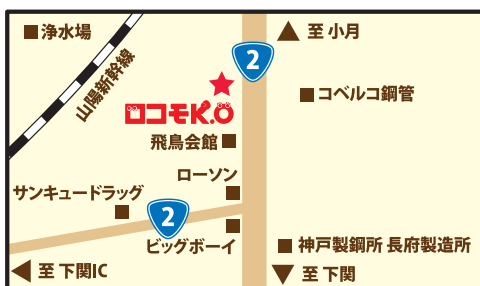 浄水場
至 小月
2
山陽新幹線
コベルコ鋼管
ロコモK.O
飛鳥会館
ローソン
サンキュードラッグ
2
ビッグボーイ
神戸製鋼所 長府製造所
至 下関IC
至 下関